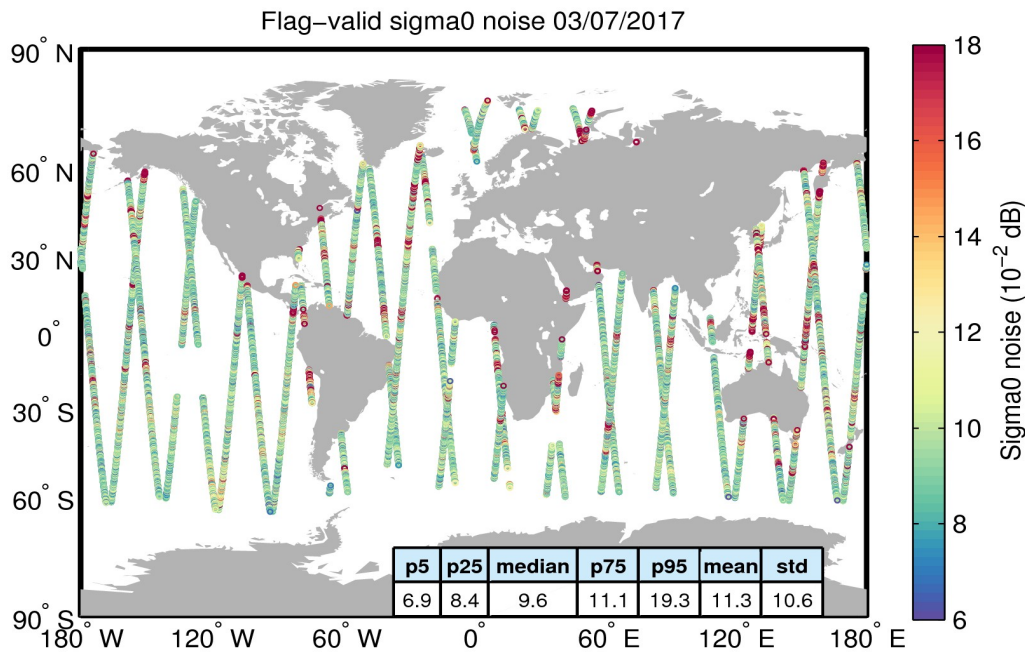 Flag−valid sigma0 noise 03/07/2017
90° N
60° N
30° N
0°
30° S
60° S
90° S
180° W
120° W
60° W
0°
60° E
120° E
180° E
p5 p25 median p75 p95 mean std
6.9 8.4 9.6 11.1 19.3 11.3 10.6
18
16
14
12
10
8
6
Sigma0 noise (10⁻² dB)